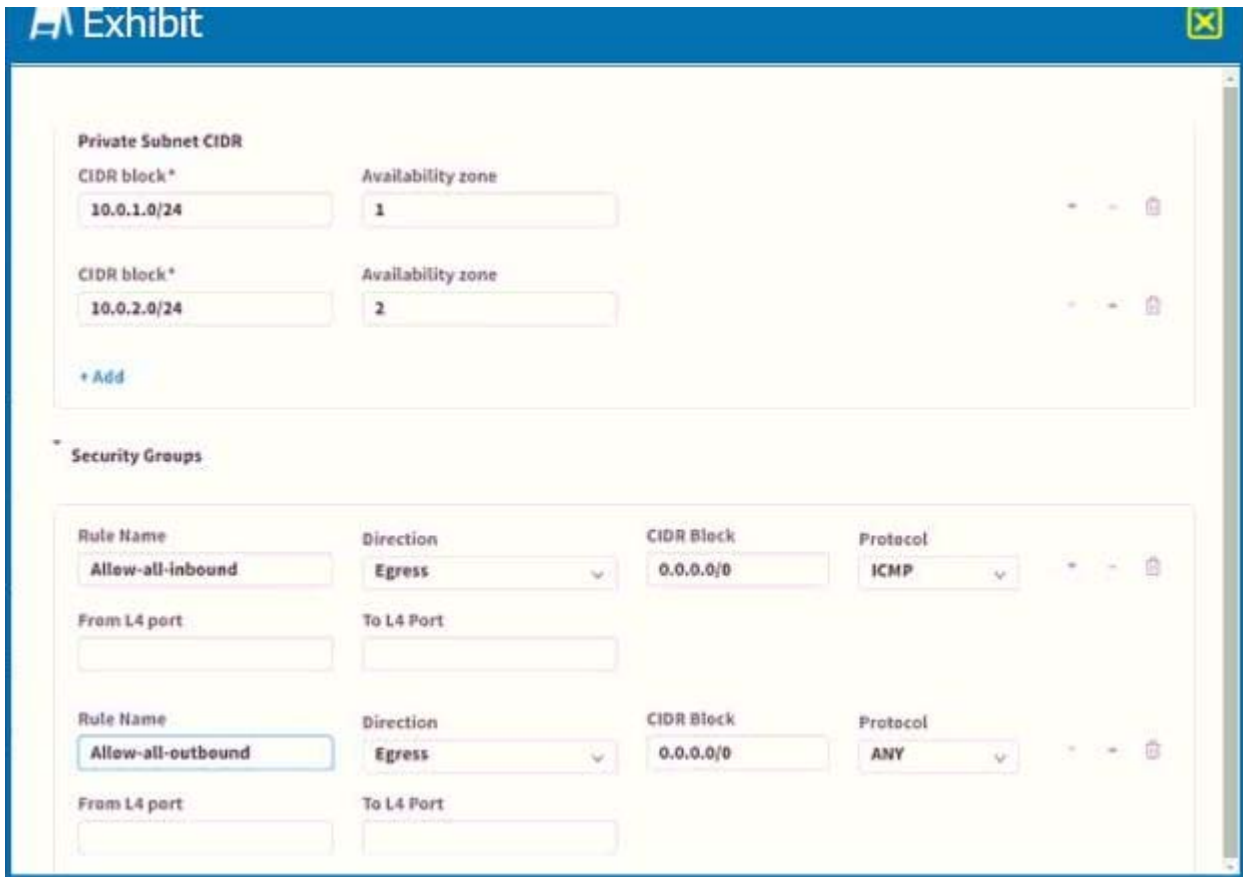 Exhibit
Private Subnet CIDR
CIDR block* Availability zone
10.0.1.0/24 1
CIDR block* Availability zone
10.0.2.0/24 2
+ Add
Security Groups
Rule Name Direction CIDR Block Protocol
Allow-all-inbound Egress 0.0.0.0/0 ICMP
From L4 port To L4 Port
Rule Name Direction CIDR Block Protocol
Allow-all-outbound Egress 0.0.0.0/0 ANY
From L4 port To L4 Port